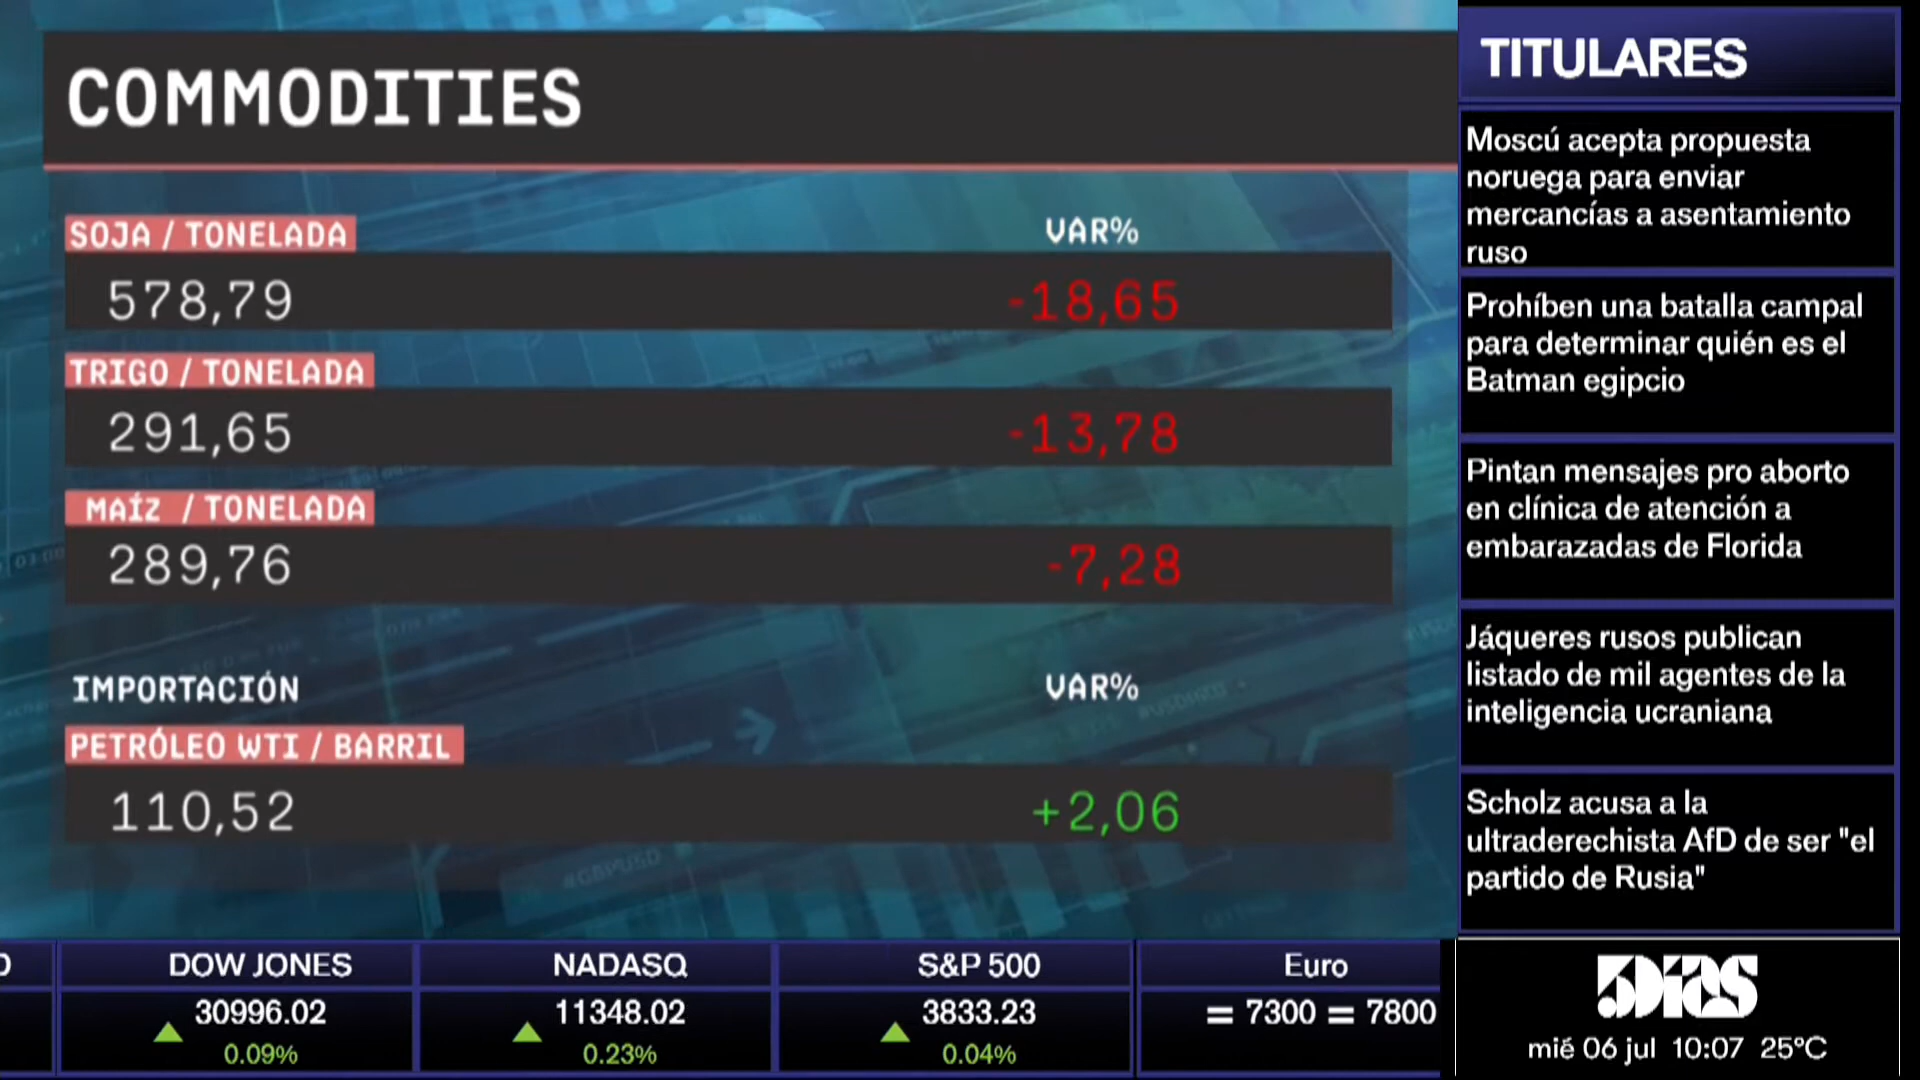 COMMODITIES
SOJA / TONELADA VAR%
578,79 -18,65
TRIGO / TONELADA
291,65 -13,78
MAÍZ / TONELADA
289,76 -7,28
IMPORTACIÓN VAR%
PETRÓLEO WTI / BARRIL
110,52 +2,06
TITULARES
Moscú acepta propuesta
noruega para enviar
mercancías a asentamiento
ruso
Prohíben una batalla campal
para determinar quién es el
Batman egipcio
Pintan mensajes pro aborto
en clínica de atención a
embarazadas de Florida
Jáqueres rusos publican
listado de mil agentes de la
inteligencia ucraniana
Scholz acusa a la
ultraderechista AfD de ser "el
partido de Rusia"
DOW JONES NADASQ S&P 500 Euro
30996.02 11348.02 3833.23 = 7300 = 7800
0.09% 0.23% 0.04%
5Días
mié 06 jul 10:07 25°C